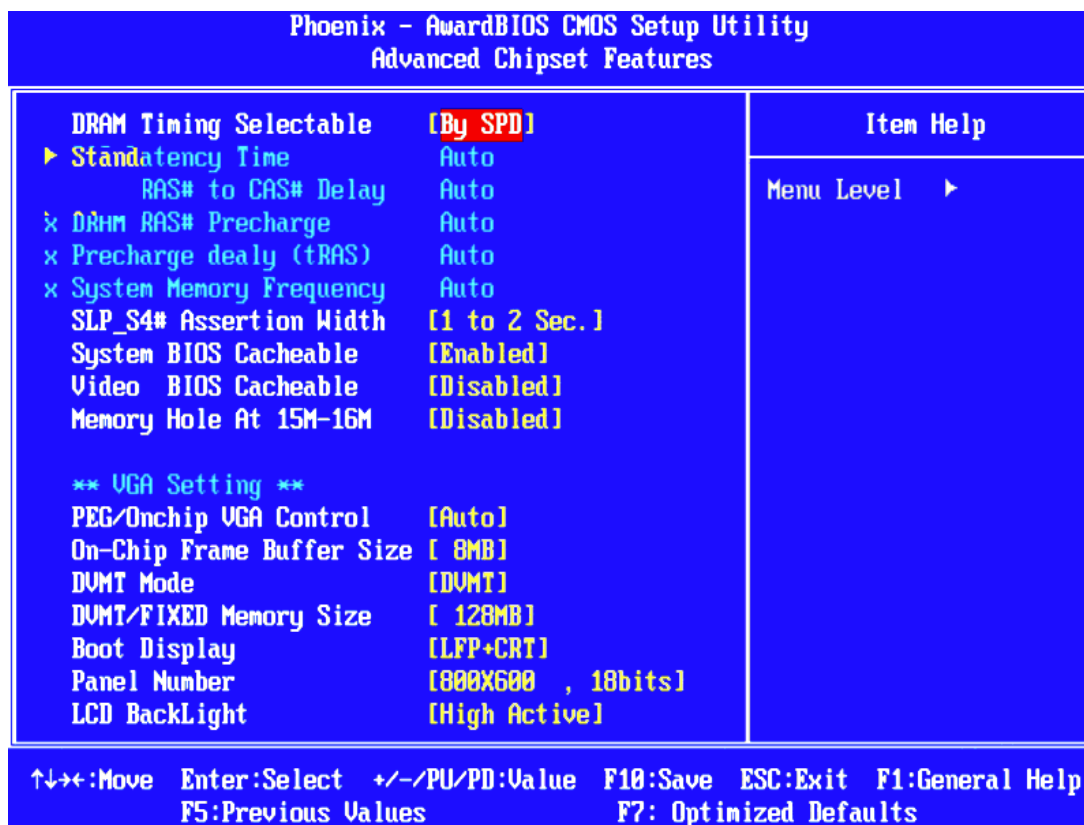 Phoenix - AwardBIOS CMOS Setup Utility
Advanced Chipset Features
DRAM Timing Selectable [By SPD]
Standatency Time Auto
RAS# to CAS# Delay Auto
x DRAM RAS# Precharge Auto
x Precharge dealy (tRAS) Auto
x System Memory Frequency Auto
SLP_S4# Assertion Width [1 to 2 Sec.]
System BIOS Cacheable [Enabled]
Video BIOS Cacheable [Disabled]
Memory Hole At 15M-16M [Disabled]
** VGA Setting **
PEG/Onchip VGA Control [Auto]
On-Chip Frame Buffer Size [ 8MB]
DVMT Mode [DVMT]
DVMT/FIXED Memory Size [ 128MB]
Boot Display [LFP+CRT]
Panel Number [800X600 , 18bits]
LCD BackLight [High Active]
Item Help
Menu Level ▶
↑↓→←:Move Enter:Select +/-/PU/PD:Value F10:Save ESC:Exit F1:General Help
F5:Previous Values F7: Optimized Defaults